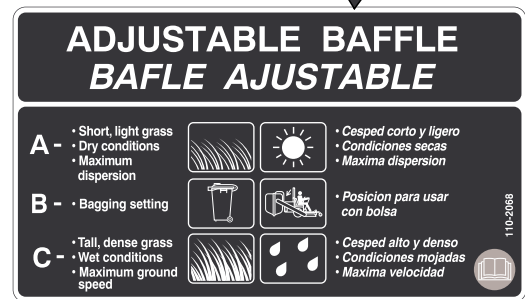 ADJUSTABLE BAFFLE
BAFLE AJUSTABLE
A- • Short, light grass
• Dry conditions
• Maximum
dispersion
• Cesped corto y ligero
• Condiciones secas
• Maxima dispersion
B - • Bagging setting
• Posicion para usar
con bolsa
C- • Tall, dense grass
• Wet conditions
• Maximum ground
speed
• Cesped alto y denso
• Condiciones mojadas
• Maxima velocidad
110-2068